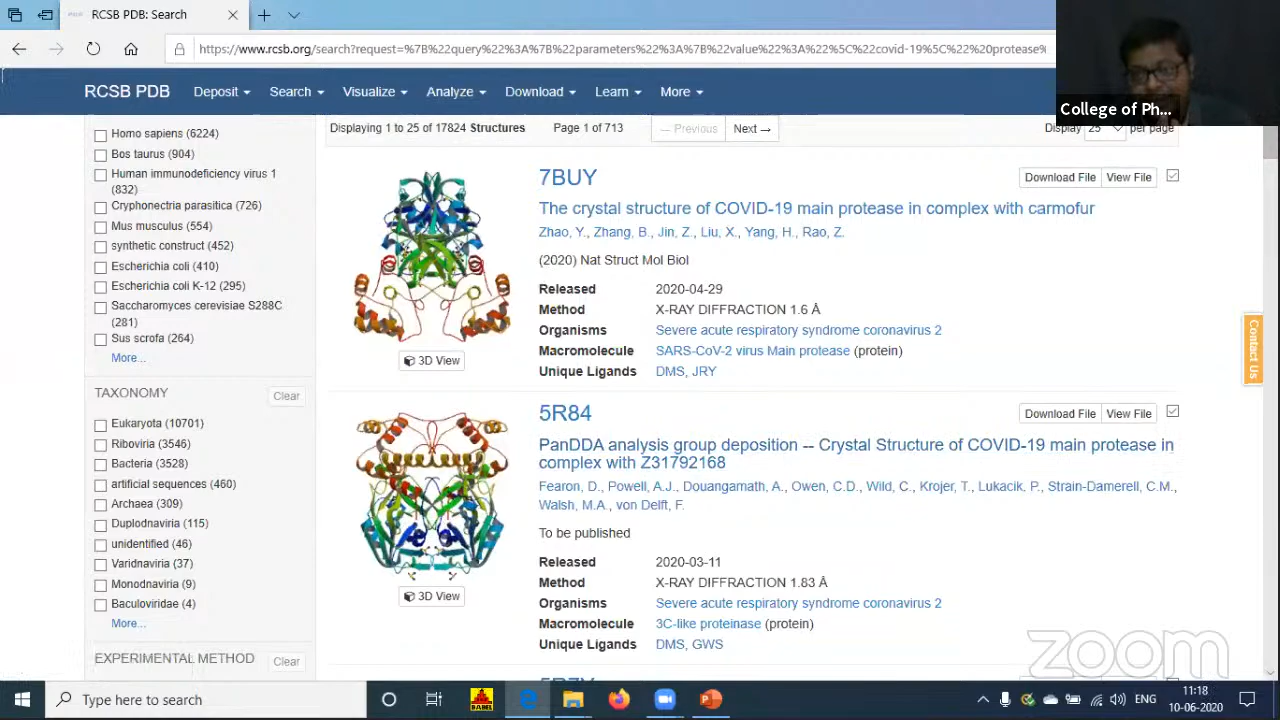 RCSB PDB: Search
https://www.rcsb.org/search?request=%7B%22query%22%3A%7B%22parameters%22%3A%7B%22value%22%3A%22%5C%22covid-19%5C%22%20protease%
College of Ph...
RCSB PDB
Deposit
Search
Visualize
Analyze
Download
Learn
More
Displaying 1 to 25 of 17824 Structures
Page 1 of 713
← Previous
Next →
Display 25 per page
Homo sapiens (6224)
Bos taurus (904)
Human immunodeficiency virus 1
(832)
Cryphonectria parasitica (726)
Mus musculus (554)
synthetic construct (452)
Escherichia coli (410)
Escherichia coli K-12 (295)
Saccharomyces cerevisiae S288C
(281)
Sus scrofa (264)
More...
TAXONOMY
Clear
Eukaryota (10701)
Riboviria (3546)
Bacteria (3528)
artificial sequences (460)
Archaea (309)
Duplodnaviria (115)
unidentified (46)
Varidnaviria (37)
Monodnaviria (9)
Baculoviridae (4)
More...
EXPERIMENTAL METHOD
Clear
7BUY
Download File
View File
The crystal structure of COVID-19 main protease in complex with carmofur
Zhao, Y., Zhang, B., Jin, Z., Liu, X., Yang, H., Rao, Z.
(2020) Nat Struct Mol Biol
Released 2020-04-29
Method X-RAY DIFFRACTION 1.6 Å
Organisms Severe acute respiratory syndrome coronavirus 2
Macromolecule SARS-CoV-2 virus Main protease (protein)
Unique Ligands DMS, JRY
3D View
5R84
Download File
View File
PanDDA analysis group deposition -- Crystal Structure of COVID-19 main protease in
complex with Z31792168
Fearon, D., Powell, A.J., Douangamath, A., Owen, C.D., Wild, C., Krojer, T., Lukacik, P., Strain-Damerell, C.M.,
Walsh, M.A., von Delft, F.
To be published
Released 2020-03-11
Method X-RAY DIFFRACTION 1.83 Å
Organisms Severe acute respiratory syndrome coronavirus 2
Macromolecule 3C-like proteinase (protein)
Unique Ligands DMS, GWS
3D View
Contact Us
zoom
Type here to search
BABEL
ENG
11:18
10-06-2020